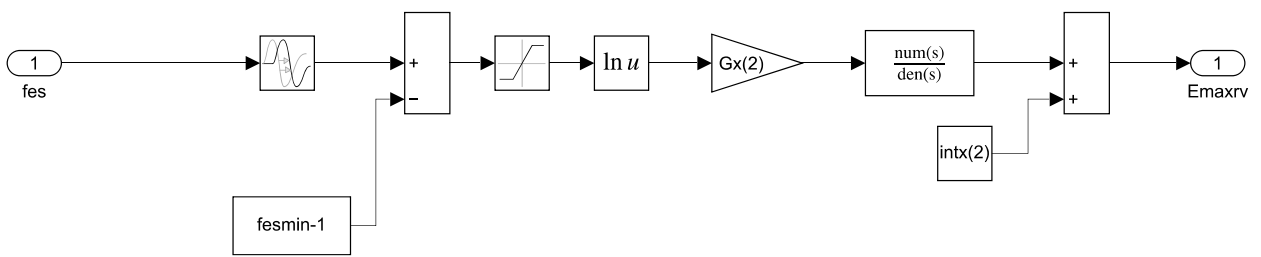 1
fes
+
−
fesmin-1
ln u
Gx(2)
num(s)
den(s)
intx(2)
+
+
1
Emaxrv